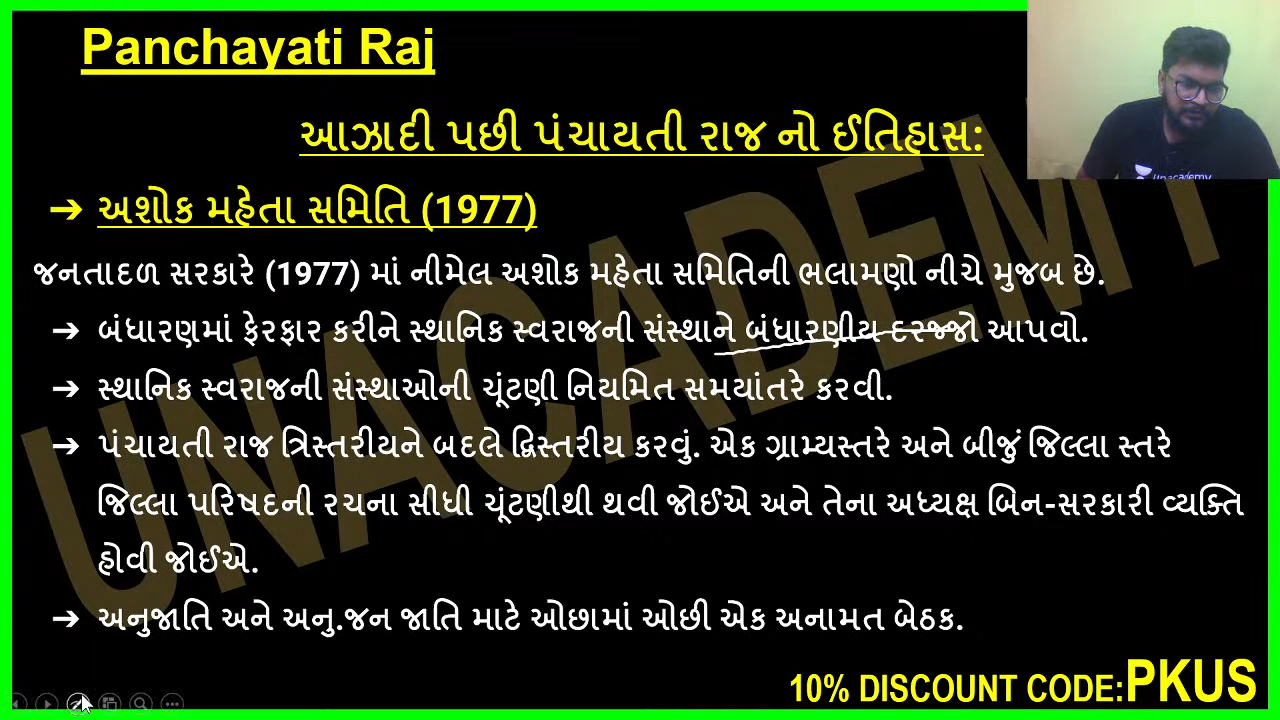 Panchayati Raj
આઝાદી પછી પંચાયતી રાજ નો ઈતિહાસ:
➔ અશોક મહેતા સમિતિ (1977)
જનતાદળ સરકારે (1977) માં નીમેલ અશોક મહેતા સમિતિની ભલામણો નીચે મુજબ છે.
➔ બંધારણમાં ફેરફાર કરીને સ્થાનિક સ્વરાજની સંસ્થાને બંધારણીય દરજ્જો આપવો.
➔ સ્થાનિક સ્વરાજની સંસ્થાઓની ચૂંટણી નિયમિત સમયાંતરે કરવી.
➔ પંચાયતી રાજ ત્રિસ્તરીયને બદલે દ્વિસ્તરીય કરવું. એક ગ્રામ્યસ્તરે અને બીજું જિલ્લા સ્તરે
જિલ્લા પરિષદની રચના સીધી ચૂંટણીથી થવી જોઈએ અને તેના અધ્યક્ષ બિન-સરકારી વ્યક્તિ
હોવી જોઈએ.
➔ અનુજાતિ અને અનુ.જન જાતિ માટે ઓછામાં ઓછી એક અનામત બેઠક.
10% DISCOUNT CODE:PKUS
UNACADEMY
unacademy